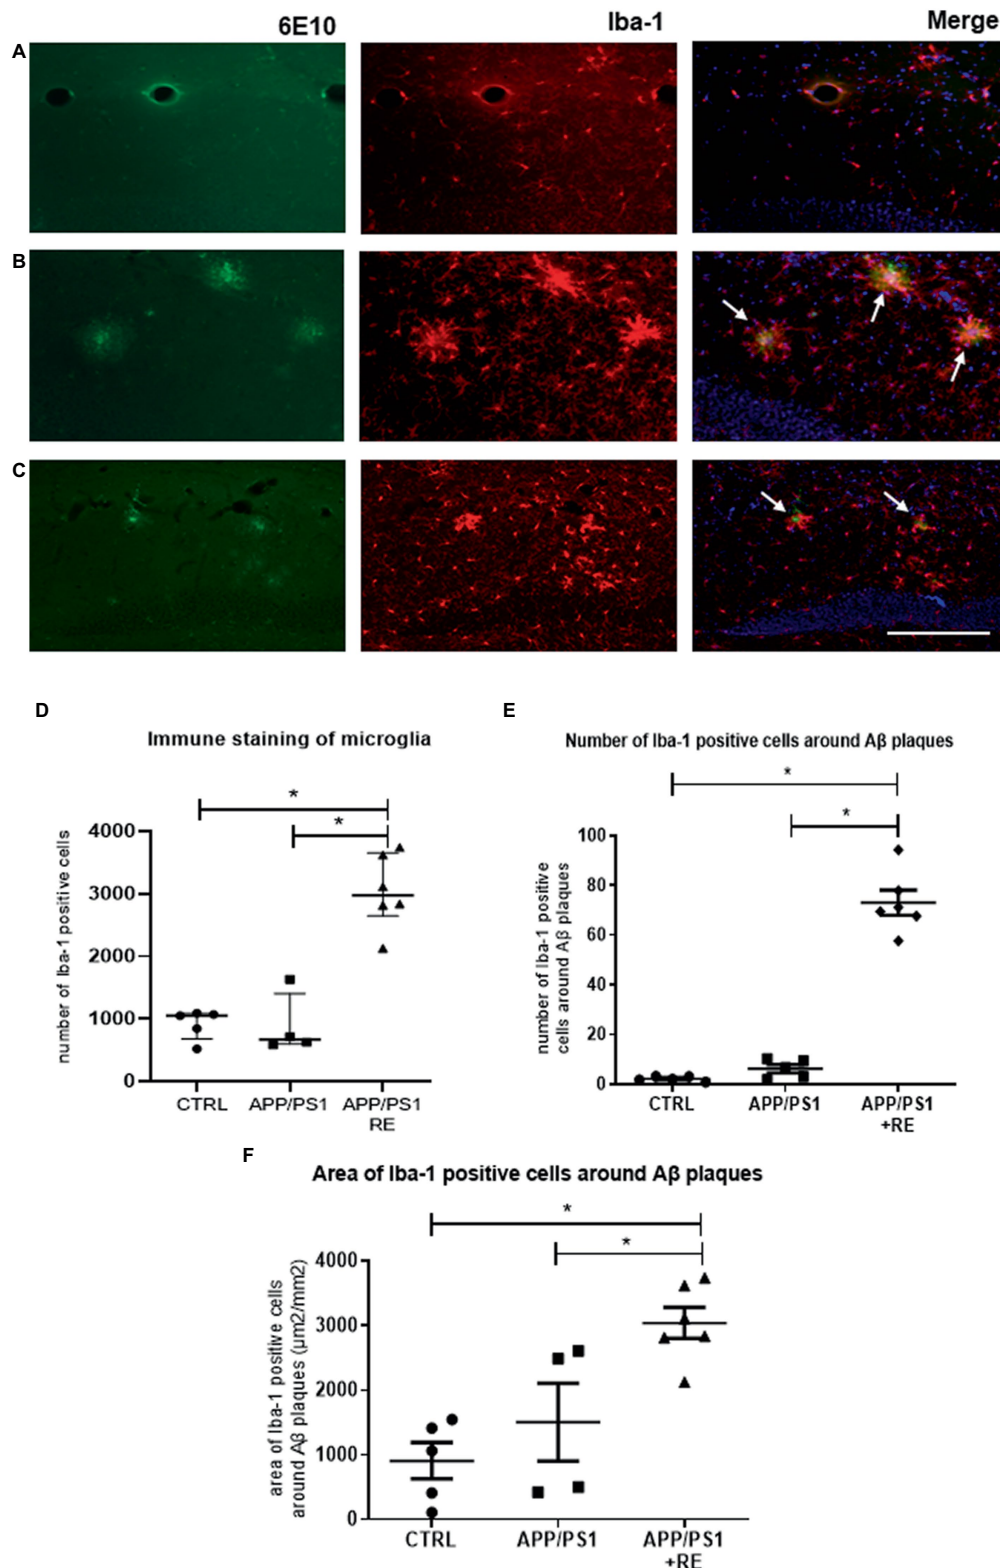 6E10 Iba-1 Merge
A
B
C
D
Immune staining of microglia
*
*
number of Iba-1 positive cells
4000
3000
2000
1000
0
CTRL APP/PS1 APP/PS1
RE
E
Number of Iba-1 positive cells around Aβ plaques
*
*
number of Iba-1 positive
cells around Aβ plaques
100
80
60
40
20
0
CTRL APP/PS1 APP/PS1
+RE
F
Area of Iba-1 positive cells around Aβ plaques
*
*
area of Iba-1 positive cells
around Aβ plaques (µm2/mm2)
4000
3000
2000
1000
0
CTRL APP/PS1 APP/PS1
+RE